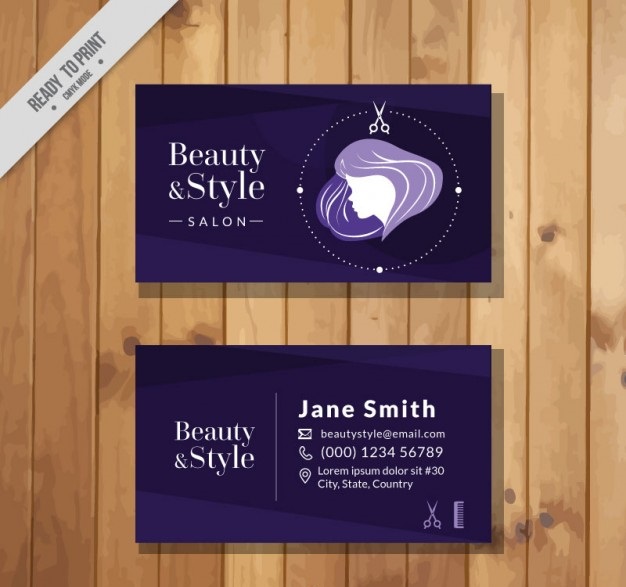 READY TO PRINT
CMYK MODE
Beauty
&Style
SALON
Beauty
&Style
Jane Smith
beautystyle@email.com
(000) 1234 56789
Lorem ipsum dolor sit #30
City, State, Country